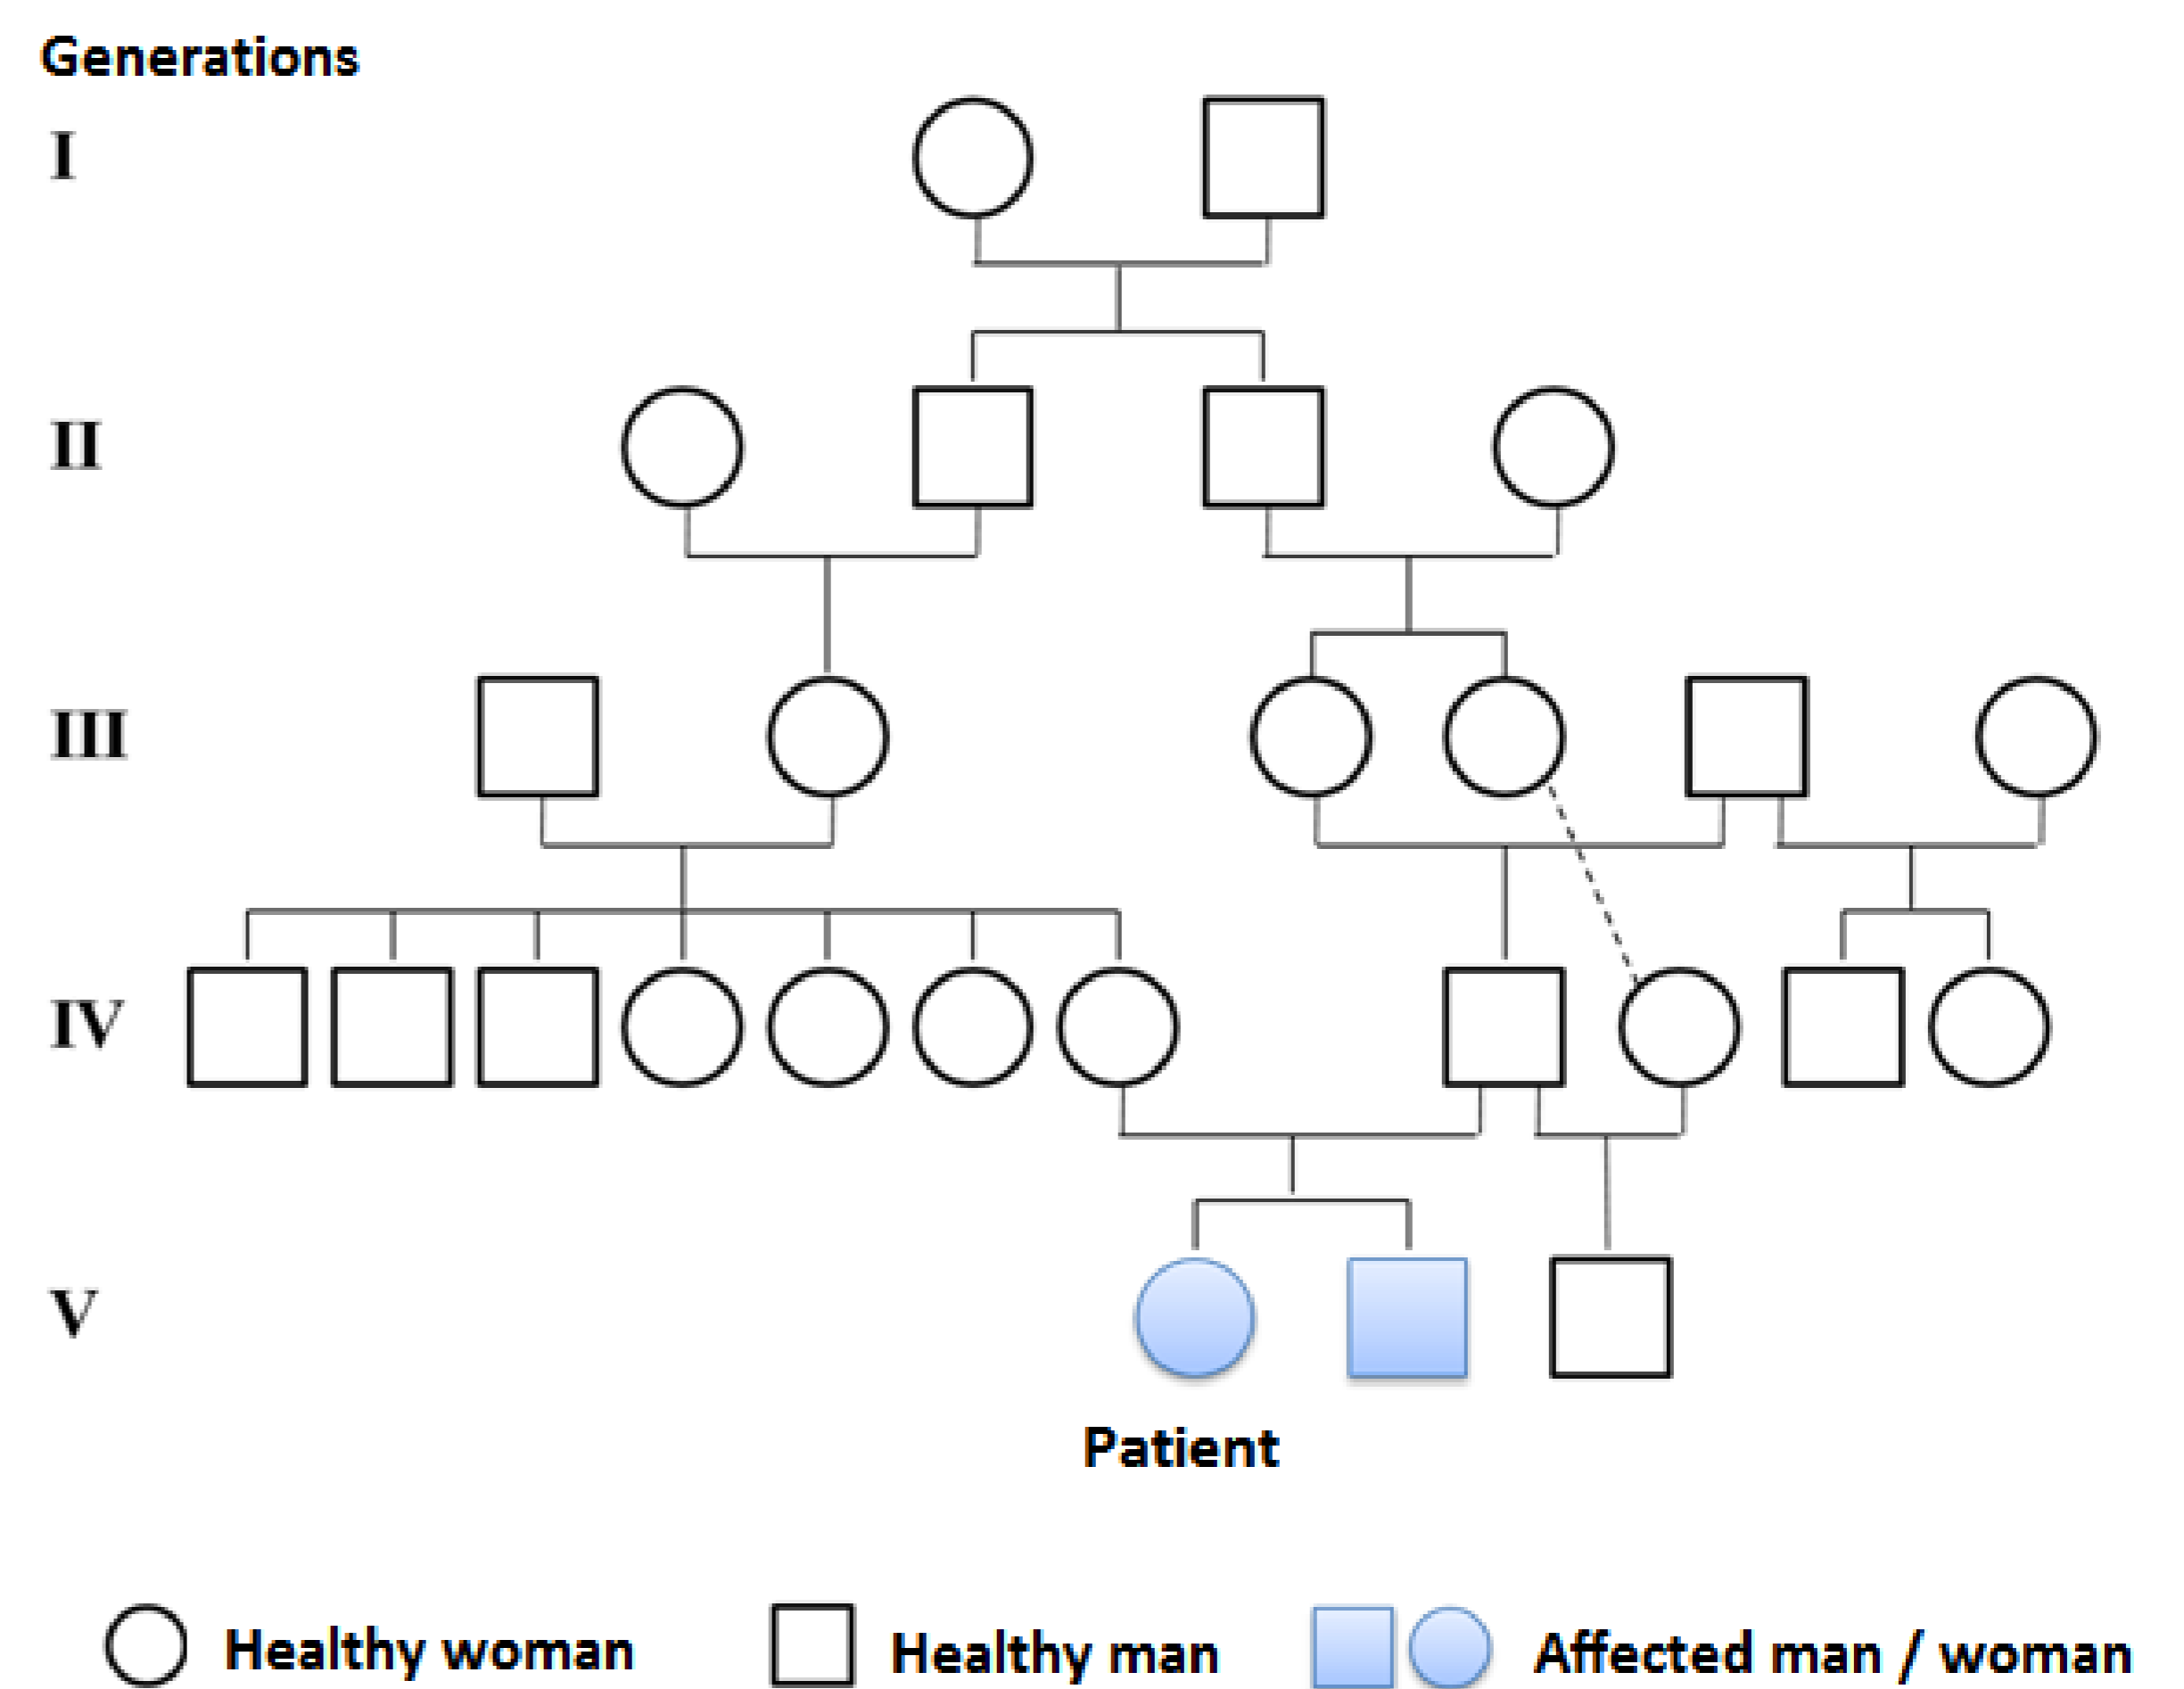 Generations
I
II
III
IV
V
Patient
Healthy woman
Healthy man
Affected man / woman